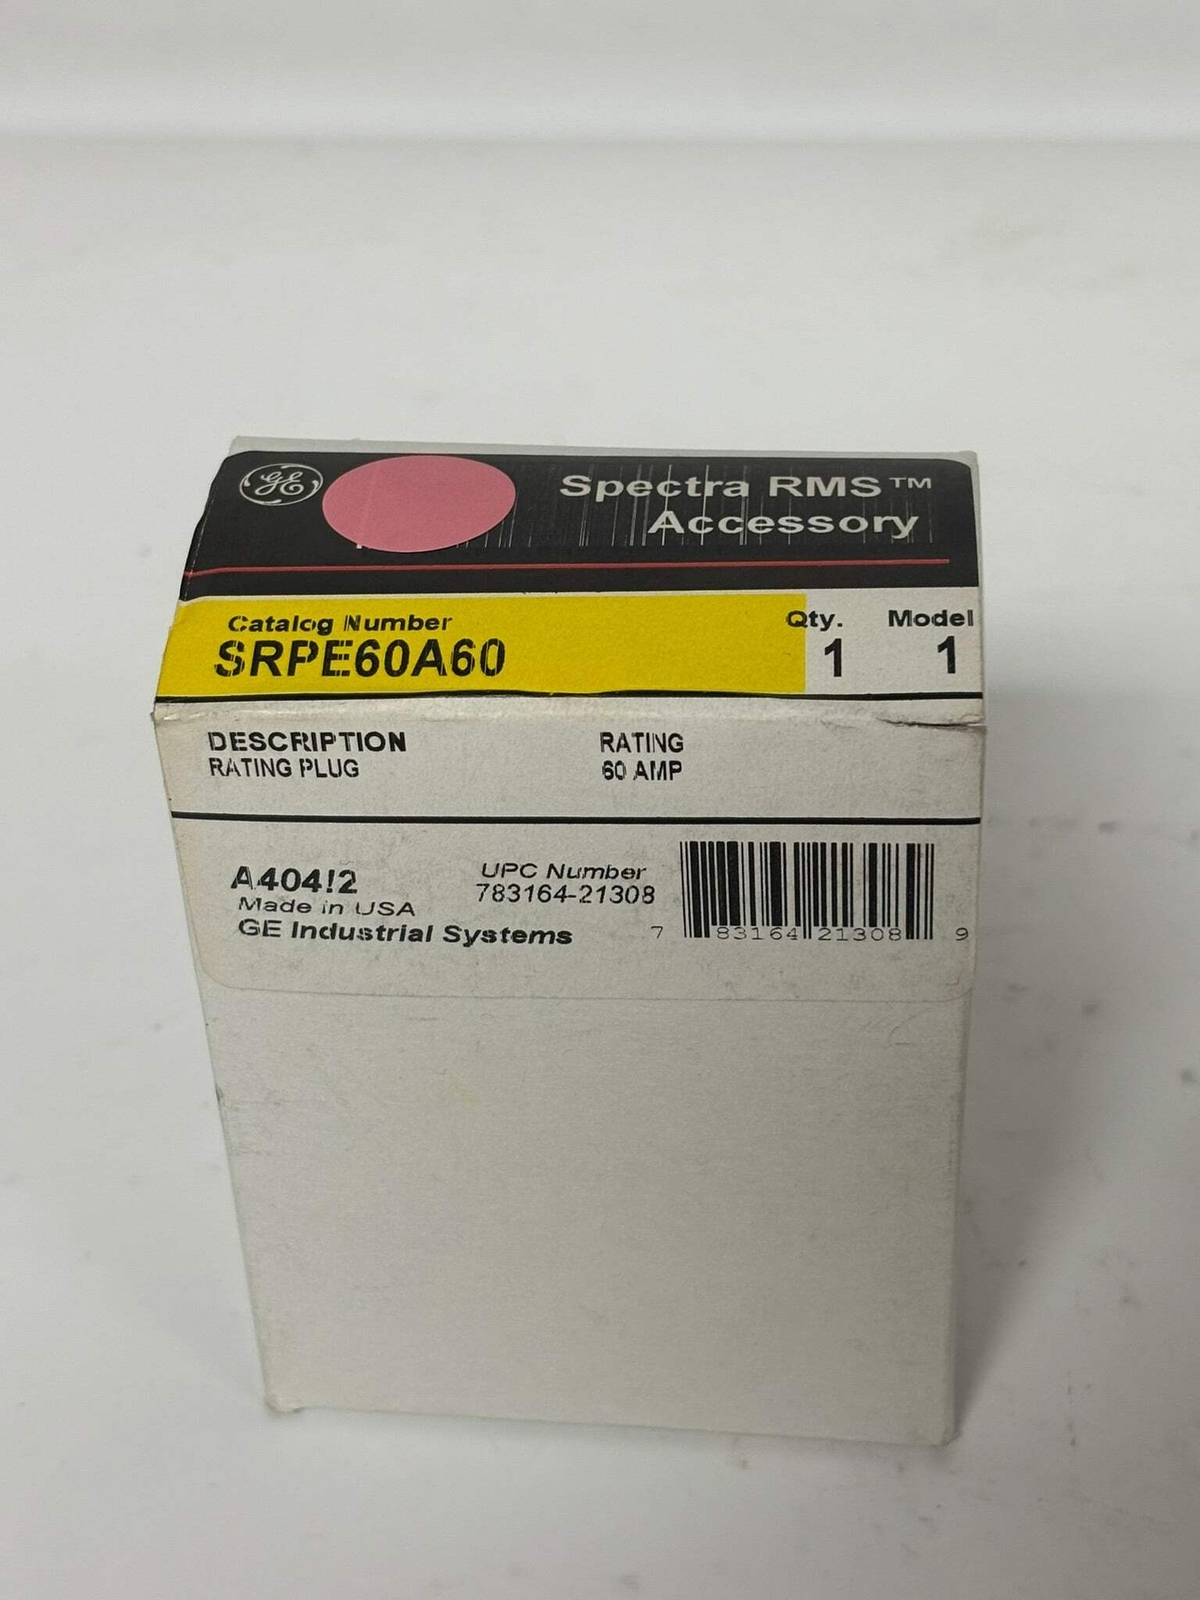 GE
Spectra RMS™
Accessory
Catalog Number
SRPE60A60
Qty.
1
Model
1
DESCRIPTION
RATING PLUG
RATING
60 AMP
A404!2
Made in USA
GE Industrial Systems
UPC Number
783164-21308
7 83164 21308 9